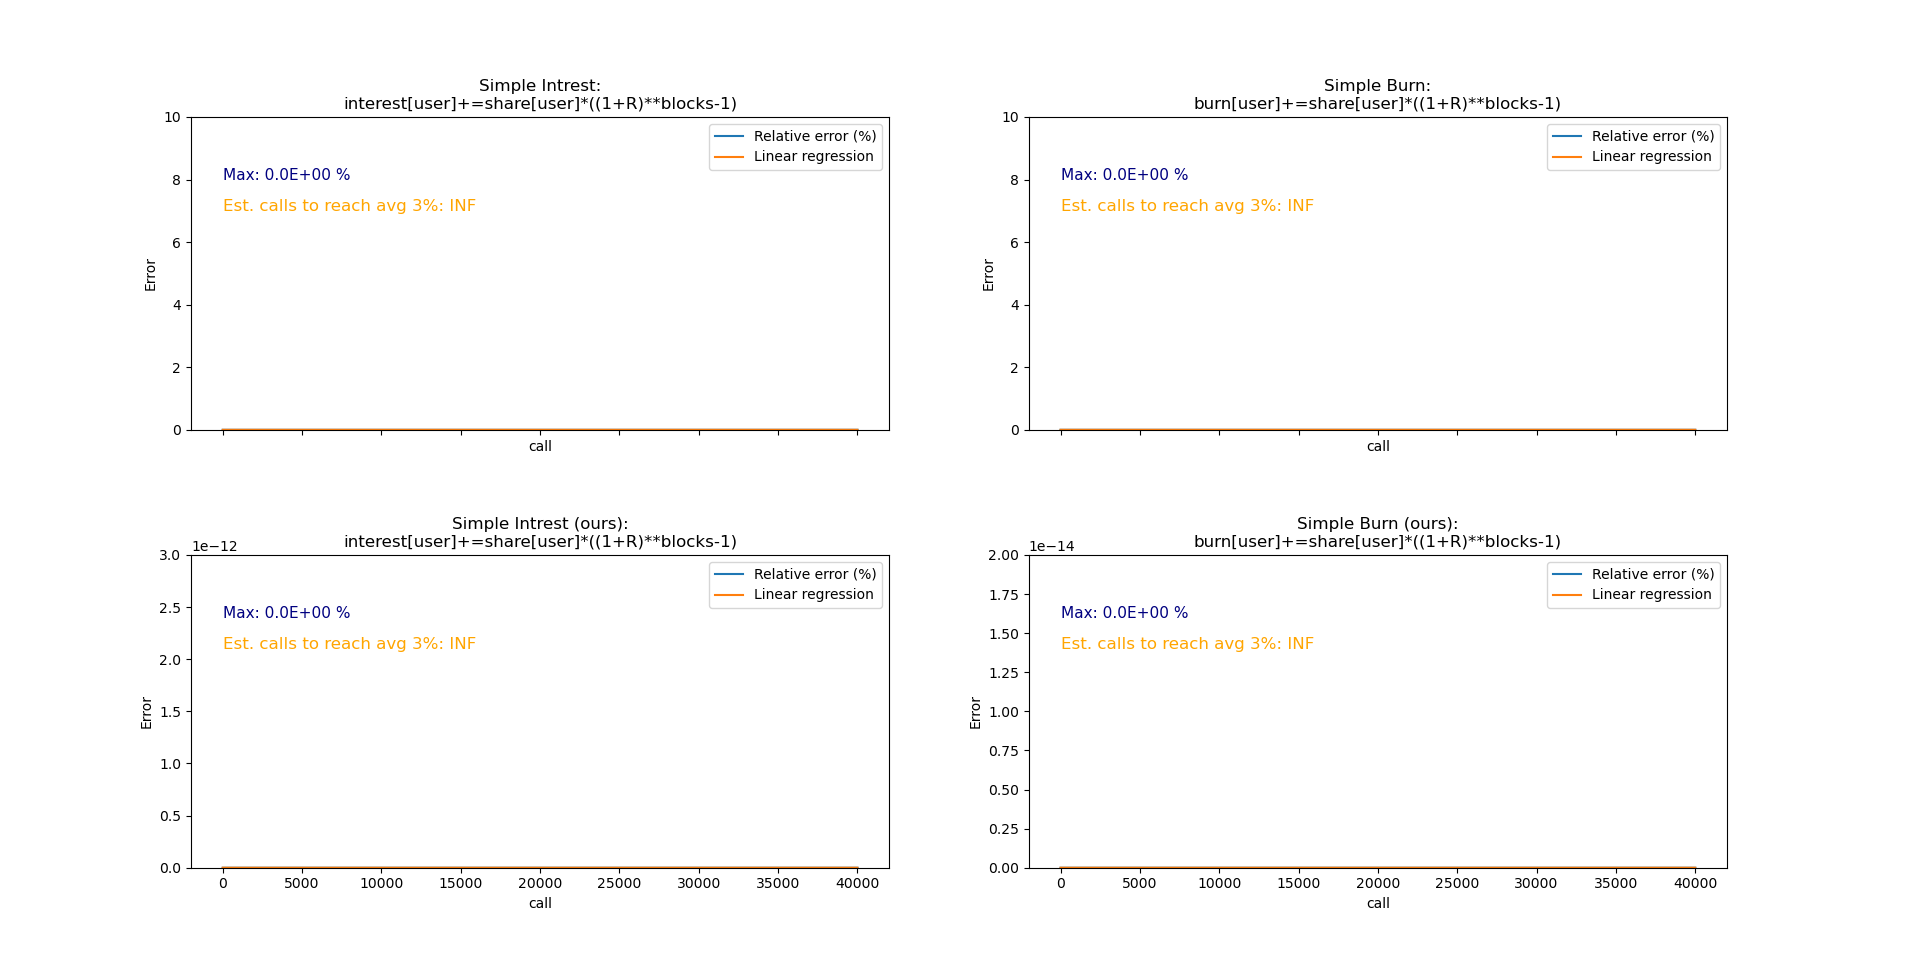 Simple Intrest:
interest[user]+=share[user]*((1+R)**blocks-1)
10
8
6
4
2
0
Error
Relative error (%)
Linear regression
Max: 0.0E+00 %
Est. calls to reach avg 3%: INF
call
Simple Burn:
burn[user]+=share[user]*((1+R)**blocks-1)
10
8
6
4
2
0
Error
Relative error (%)
Linear regression
Max: 0.0E+00 %
Est. calls to reach avg 3%: INF
call
Simple Intrest (ours):
interest[user]+=share[user]*((1+R)**blocks-1)
1e−12
3.0
2.5
2.0
1.5
1.0
0.5
0.0
Error
Relative error (%)
Linear regression
Max: 0.0E+00 %
Est. calls to reach avg 3%: INF
0 5000 10000 15000 20000 25000 30000 35000 40000
call
Simple Burn (ours):
burn[user]+=share[user]*((1+R)**blocks-1)
1e−14
2.00
1.75
1.50
1.25
1.00
0.75
0.50
0.25
0.00
Error
Relative error (%)
Linear regression
Max: 0.0E+00 %
Est. calls to reach avg 3%: INF
0 5000 10000 15000 20000 25000 30000 35000 40000
call